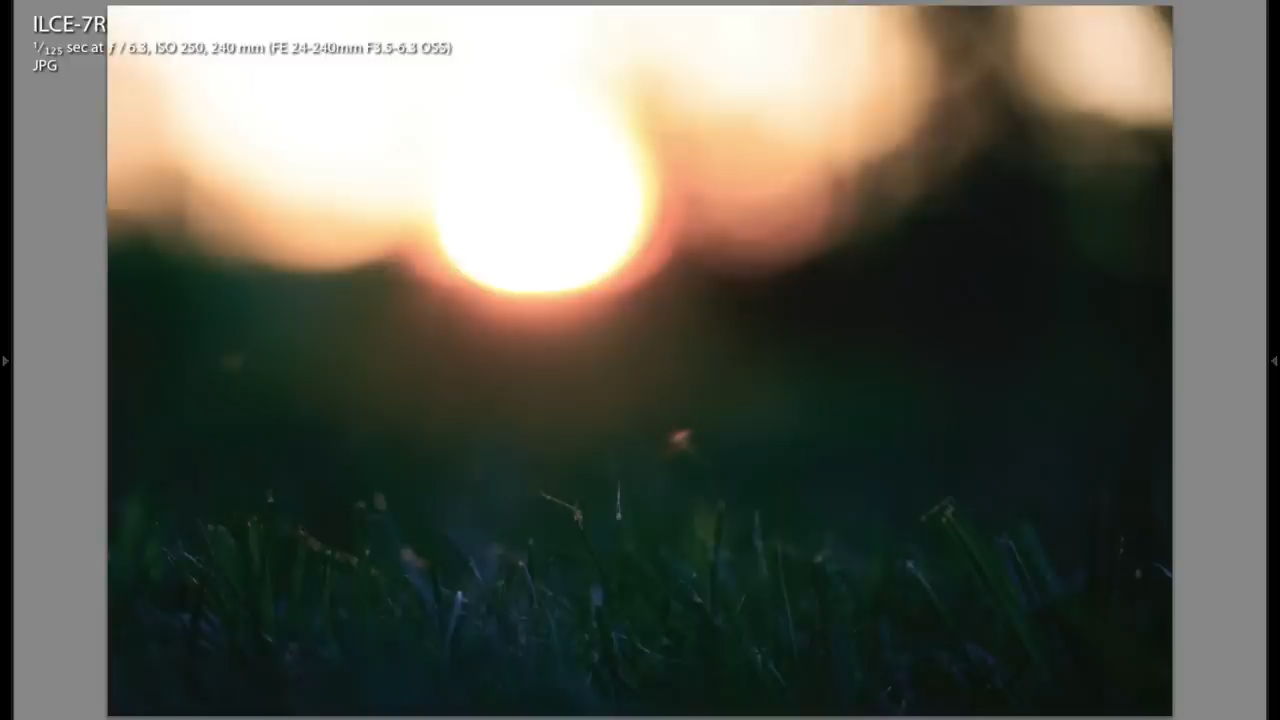 ILCE-7R
1/125 sec at ƒ / 6.3, ISO 250, 240 mm (FE 24-240mm F3.5-6.3 OSS)
JPG